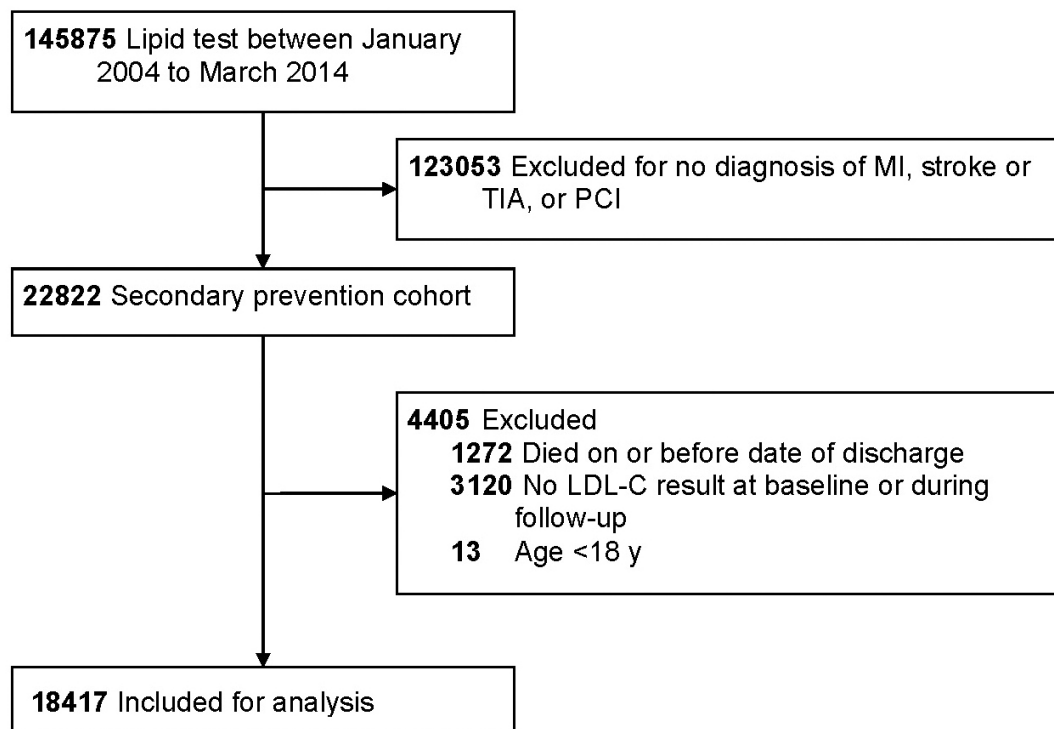 145875 Lipid test between January
2004 to March 2014
123053 Excluded for no diagnosis of MI, stroke or
TIA, or PCI
22822 Secondary prevention cohort
4405 Excluded
1272 Died on or before date of discharge
3120 No LDL-C result at baseline or during
follow-up
13 Age <18 y
18417 Included for analysis